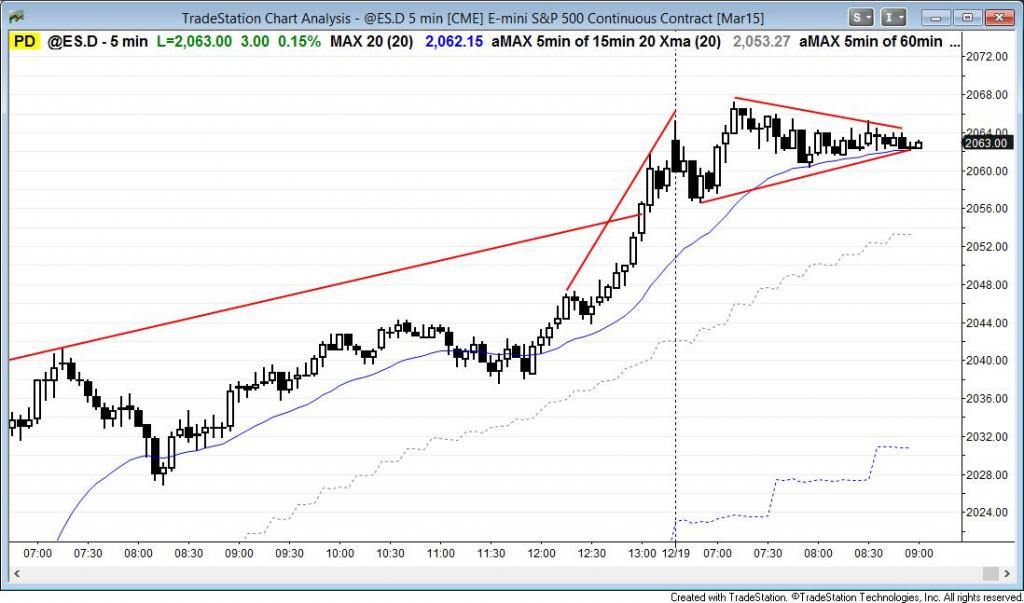 TradeStation Chart Analysis - @ES.D 5 min [CME] E-mini S&P 500 Continuous Contract [Mar15]
S I
PD @ES.D - 5 min L=2,063.00 3.00 0.15% MAX 20 (20) 2,062.15 aMAX 5min of 15min 20 Xma (20) 2,053.27 aMAX 5min of 60min ...
2072.00
2068.00
2064.00
2063.00
2060.00
2056.00
2052.00
2048.00
2044.00
2040.00
2036.00
2032.00
2028.00
2024.00
07:00 07:30 08:00 08:30 09:00 09:30 10:00 10:30 11:00 11:30 12:00 12:30 13:00 12/19 07:00 07:30 08:00 08:30 09:00
Created with TradeStation. ©TradeStation Technologies, Inc. All rights reserved.